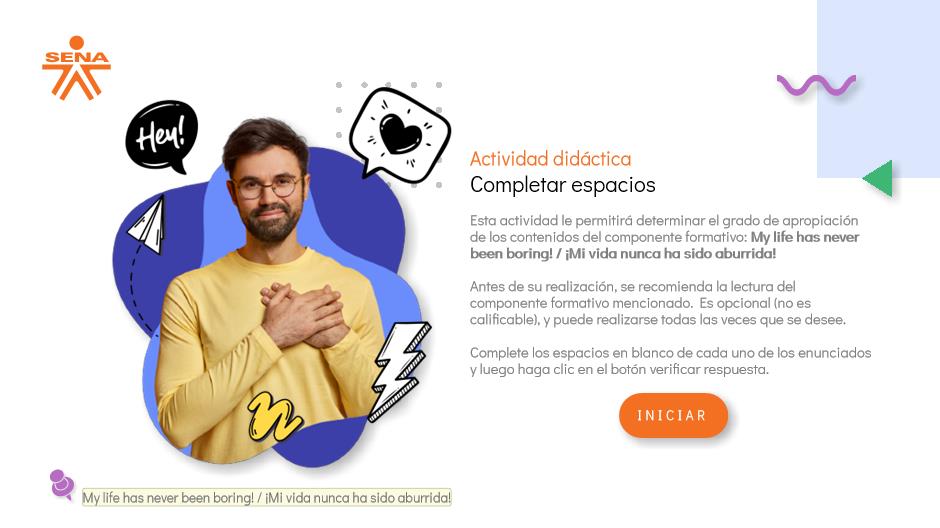 SENA
Hey!
Actividad didáctica
Completar espacios
Esta actividad le permitirá determinar el grado de apropiación
de los contenidos del componente formativo: My life has never
been boring! / ¡Mi vida nunca ha sido aburrida!
Antes de su realización, se recomienda la lectura del
componente formativo mencionado. Es opcional (no es
calificable), y puede realizarse todas las veces que se desee.
Complete los espacios en blanco de cada uno de los enunciados
y luego haga clic en el botón verificar respuesta.
INICIAR
My life has never been boring! / ¡Mi vida nunca ha sido aburrida!